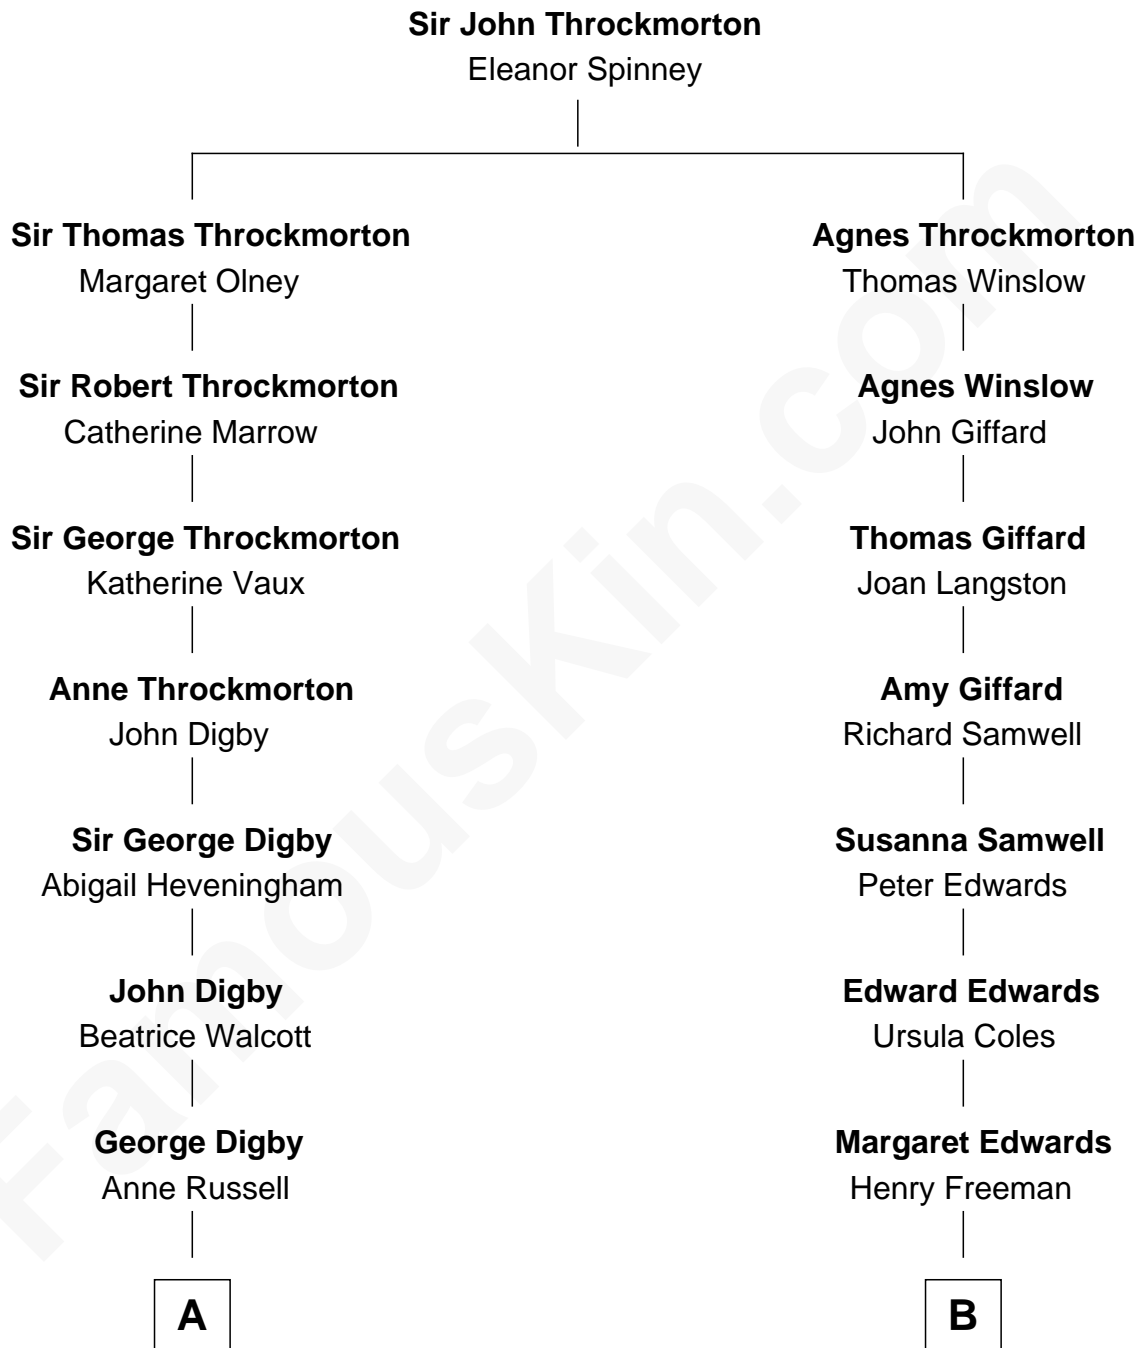 Sir John Throckmorton
Eleanor Spinney
Sir Thomas Throckmorton
Margaret Olney
Agnes Throckmorton
Thomas Winslow
Sir Robert Throckmorton
Catherine Marrow
Agnes Winslow
John Giffard
Sir George Throckmorton
Katherine Vaux
Thomas Giffard
Joan Langston
Anne Throckmorton
John Digby
Amy Giffard
Richard Samwell
Sir George Digby
Abigail Heveningham
Susanna Samwell
Peter Edwards
John Digby
Beatrice Walcott
Edward Edwards
Ursula Coles
George Digby
Anne Russell
Margaret Edwards
Henry Freeman
A
B
FamousKin.com